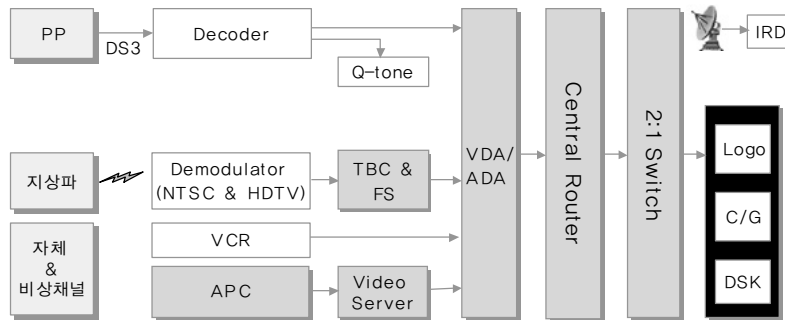 PP
DS3
Decoder
Q-tone
IRD
지상파
Demodulator
(NTSC & HDTV)
TBC &
FS
VDA/
ADA
Central Router
2:1 Switch
Logo
C/G
DSK
자체
&
비상채널
VCR
APC
Video
Server